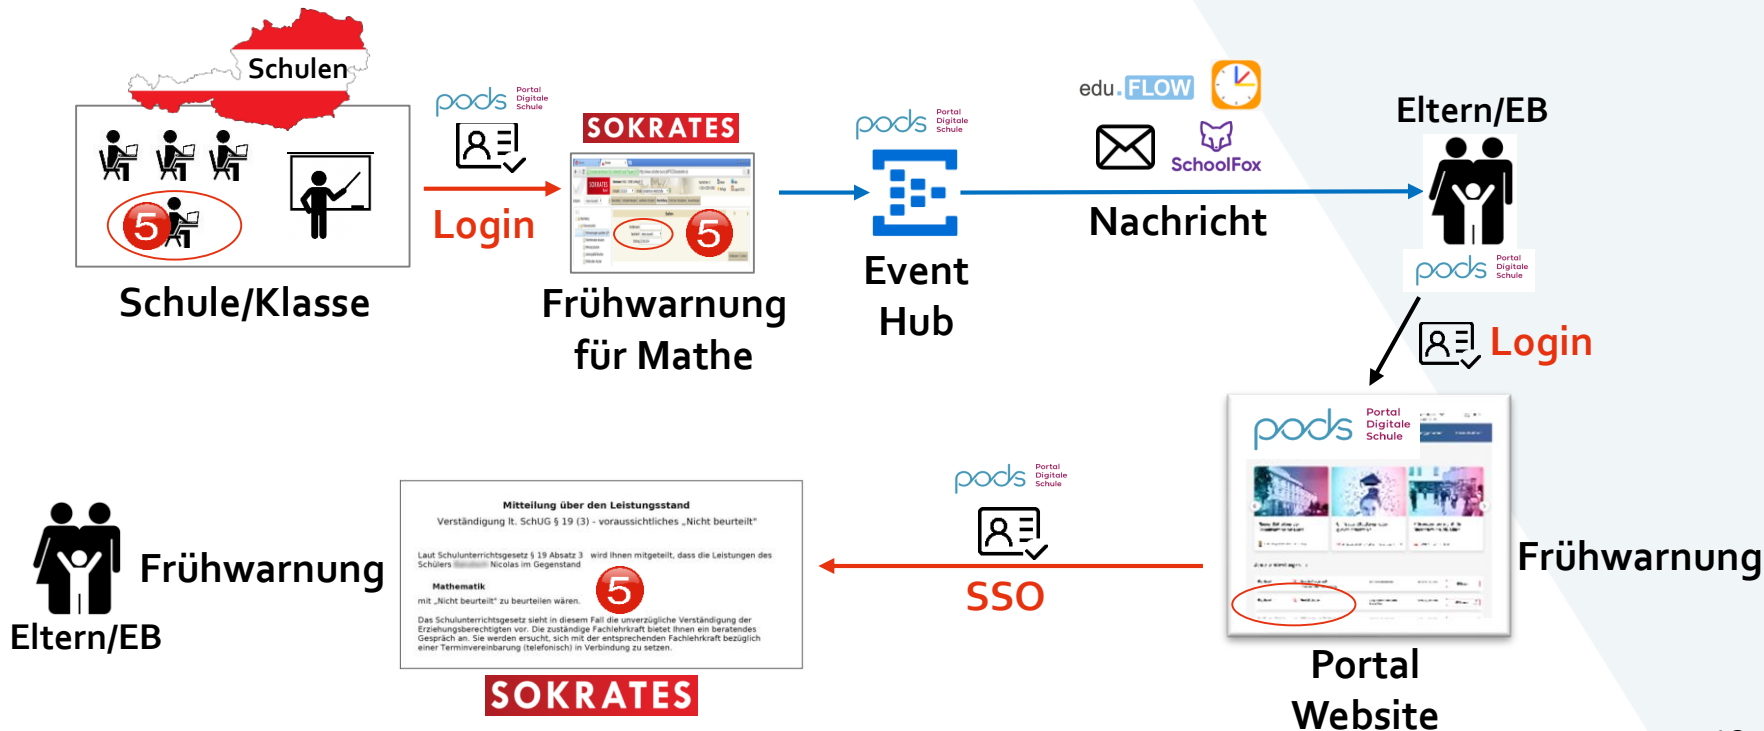 Schulen
5
Schule/Klasse
pods Portal
Digitale
Schule
Login
SOKRATES
SOKRATES
5
Frühwarnung
für Mathe
pods Portal
Digitale
Schule
Event
Hub
edu.FLOW
SchoolFox
Nachricht
Eltern/EB
pods Portal
Digitale
Schule
Login
pods Portal
Digitale
Schule
Frühwarnung
Portal
Website
pods Portal
Digitale
Schule
SSO
Mitteilung über den Leistungsstand
Verständigung lt. SchUG § 19 (3) - voraussichtliches „Nicht beurteilt"
Laut Schulunterrichtsgesetz § 19 Absatz 3 wird Ihnen mitgeteilt, dass die Leistungen des
Schülers Nicolas im Gegenstand
Mathematik
5
mit „Nicht beurteilt" zu beurteilen wären.
Das Schulunterrichtsgesetz sieht in diesem Fall die unverzügliche Verständigung der
Erziehungsberechtigten vor. Die zuständige Fachlehrkraft bietet Ihnen ein beratendes
Gespräch an. Sie werden ersucht, sich mit der entsprechenden Fachlehrkraft bezüglich
einer Terminvereinbarung (telefonisch) in Verbindung zu setzen.
SOKRATES
Frühwarnung
Eltern/EB